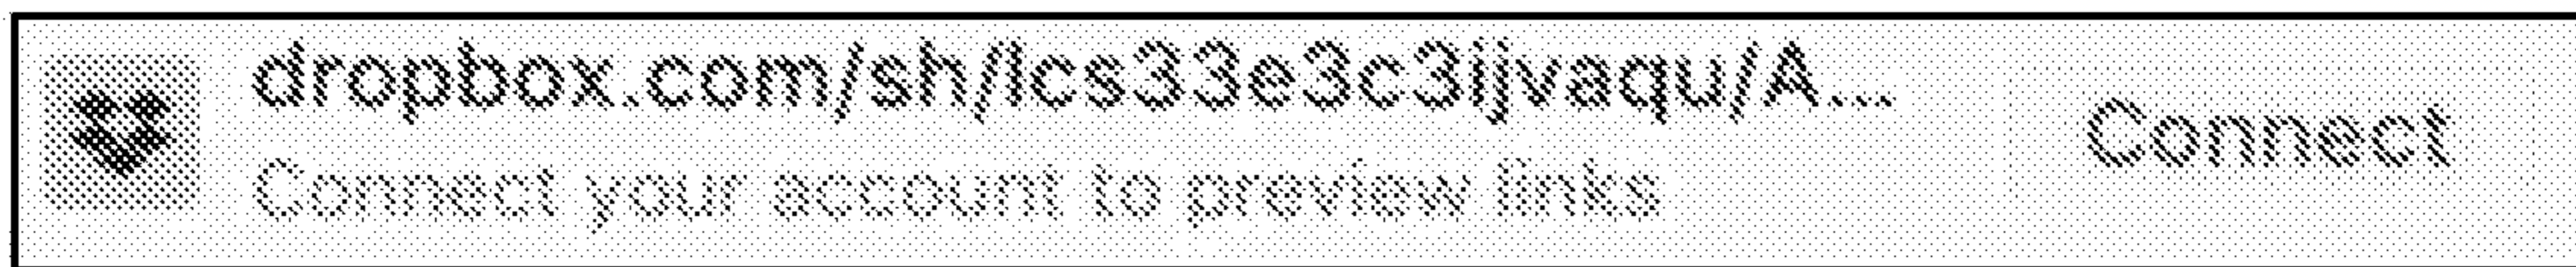 dropbox.com/sh/lcs33e3c3ijvaqu/A...
Connect your account to preview links
Connect